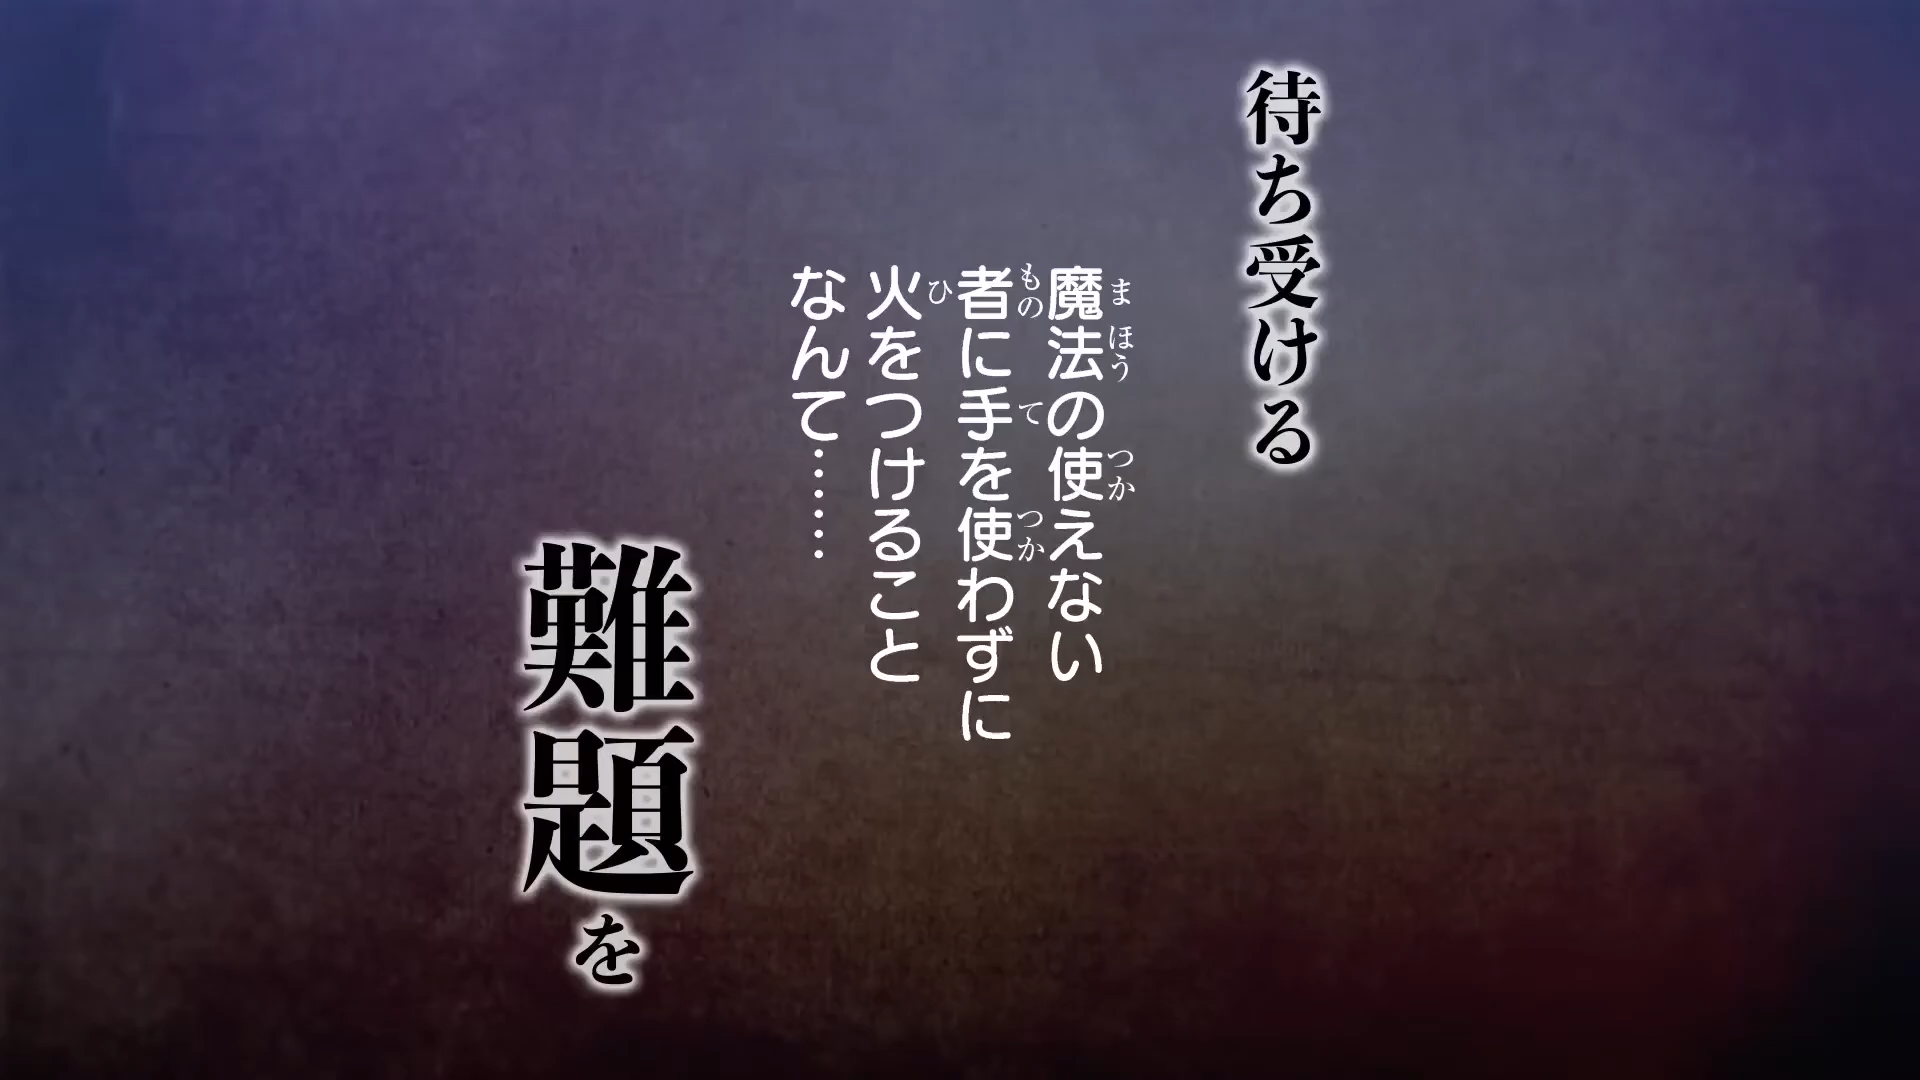 待ち受ける
魔法の使えない
者に手を使わずに
火をつけること
なんて……
難題を